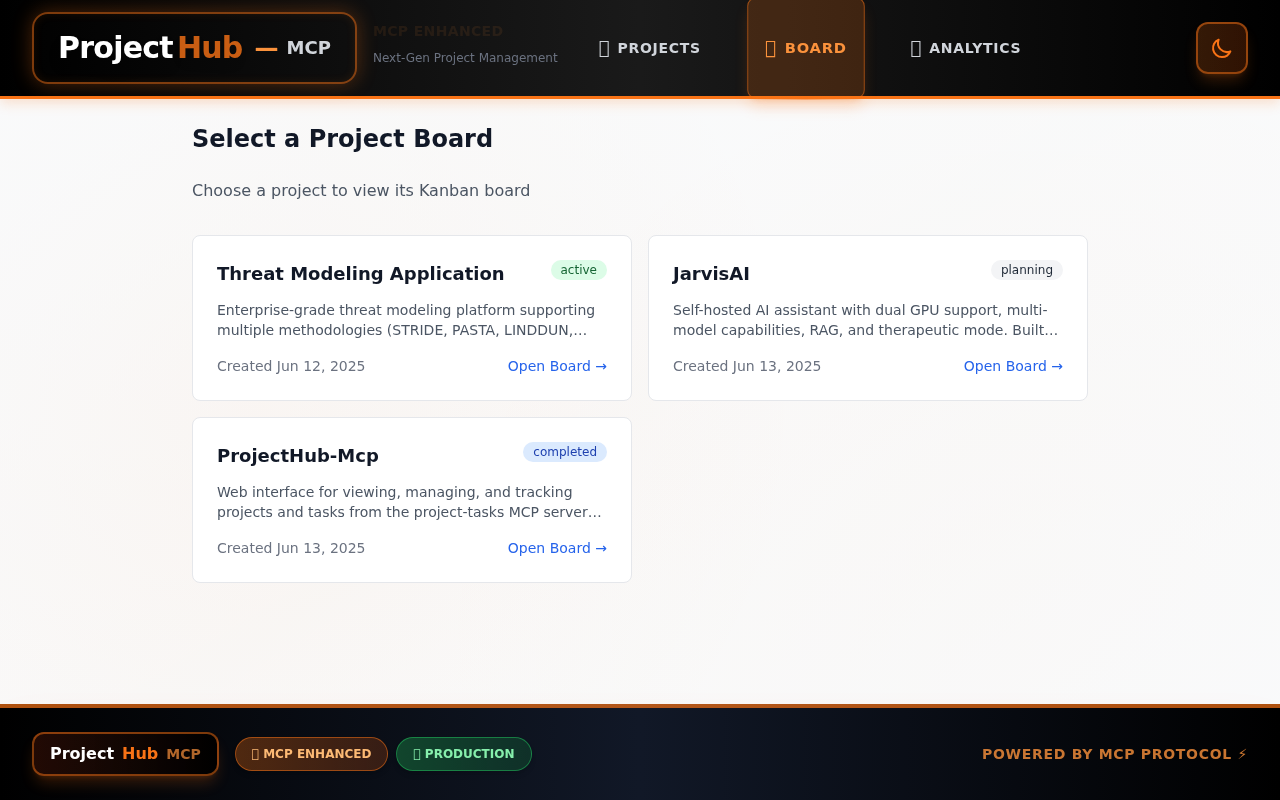 ProjectHub — MCP
MCP ENHANCED
Next-Gen Project Management
PROJECTS
BOARD
ANALYTICS
Select a Project Board
Choose a project to view its Kanban board
Threat Modeling Application
active
Enterprise-grade threat modeling platform supporting
multiple methodologies (STRIDE, PASTA, LINDDUN,...
Created Jun 12, 2025
Open Board →
JarvisAI
planning
Self-hosted AI assistant with dual GPU support, multi-
model capabilities, RAG, and therapeutic mode. Built...
Created Jun 13, 2025
Open Board →
ProjectHub-Mcp
completed
Web interface for viewing, managing, and tracking
projects and tasks from the project-tasks MCP server...
Created Jun 13, 2025
Open Board →
Project Hub MCP
MCP ENHANCED
PRODUCTION
POWERED BY MCP PROTOCOL ⚡